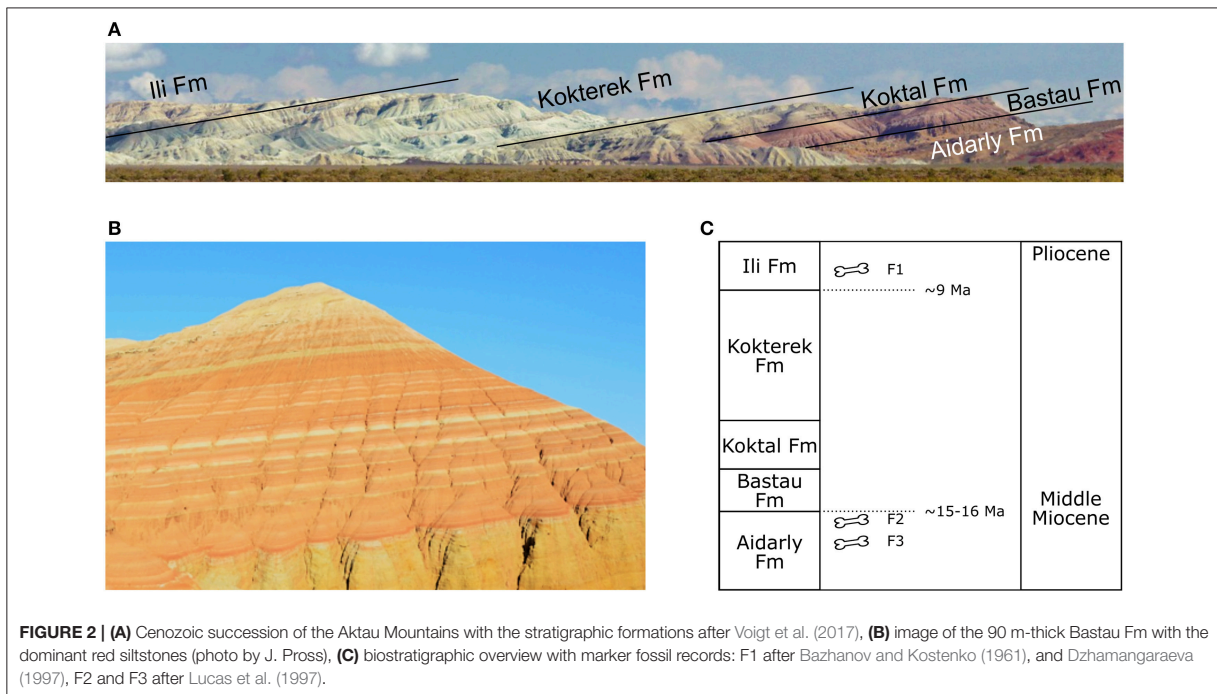 A
Ili Fm
Kokterek Fm
Koktal Fm
Bastau Fm
Aidarly Fm
B
C
Ili Fm
F1
Pliocene
~9 Ma
Kokterek
Fm
Koktal Fm
Bastau
Fm
~15-16 Ma
Middle
Miocene
F2
Aidarly
Fm
F3
FIGURE 2 | (A) Cenozoic succession of the Aktau Mountains with the stratigraphic formations after Voigt et al. (2017), (B) image of the 90 m-thick Bastau Fm with the
dominant red siltstones (photo by J. Pross), (C) biostratigraphic overview with marker fossil records: F1 after Bazhanov and Kostenko (1961), and Dzhamangaraeva
(1997), F2 and F3 after Lucas et al. (1997).